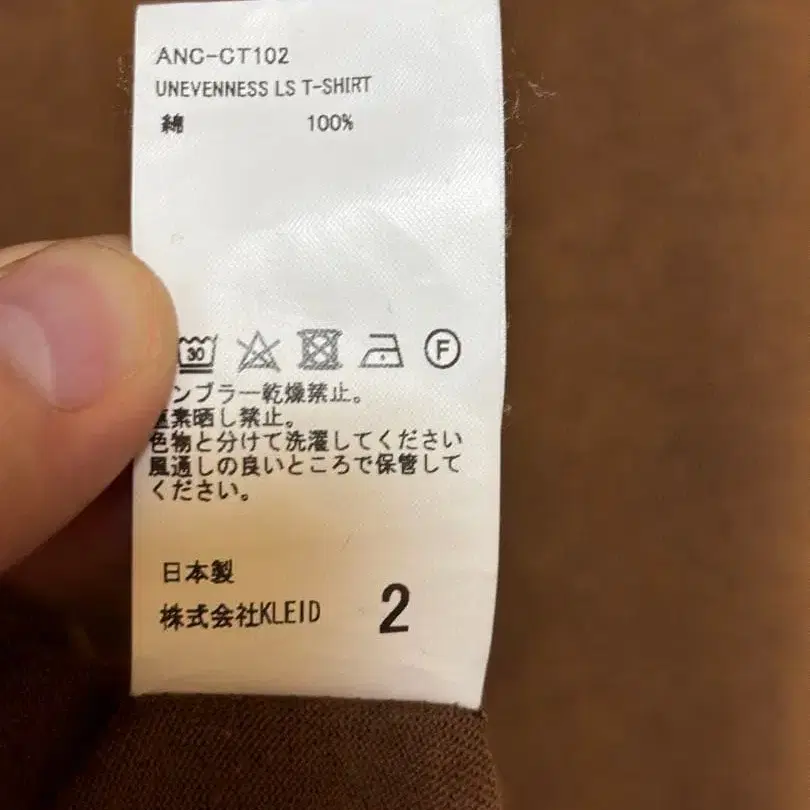 ANC-CT102
UNEVENNESS LS T-SHIRT
綿 100%
30 F
ンブラー乾燥禁止。
素晒し禁止。
色物と分けて洗濯してください
風通しの良いところで保管して
ください。
日本製
株式会社KLEID 2